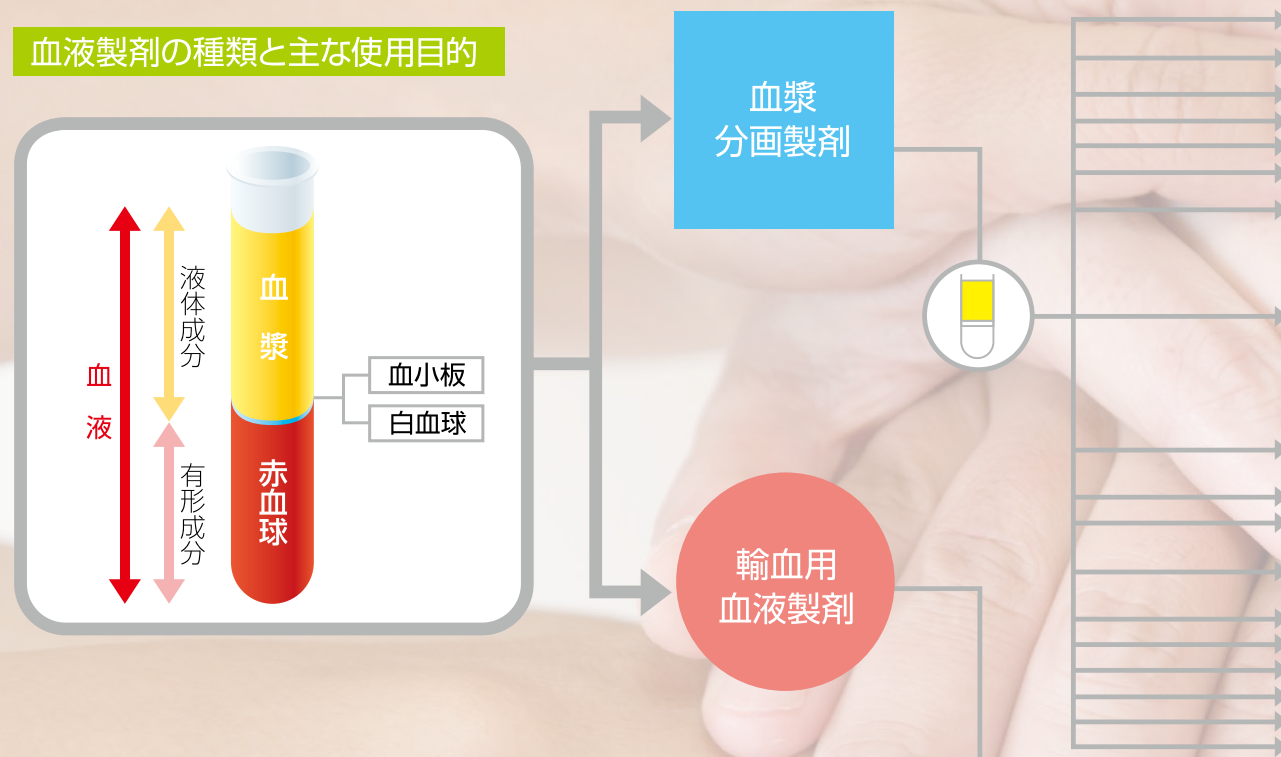 血液製剤の種類と主な使用目的
血液
液体成分
有形成分
血漿
赤血球
血小板
白血球
血漿
分画製剤
輸血用
血液製剤